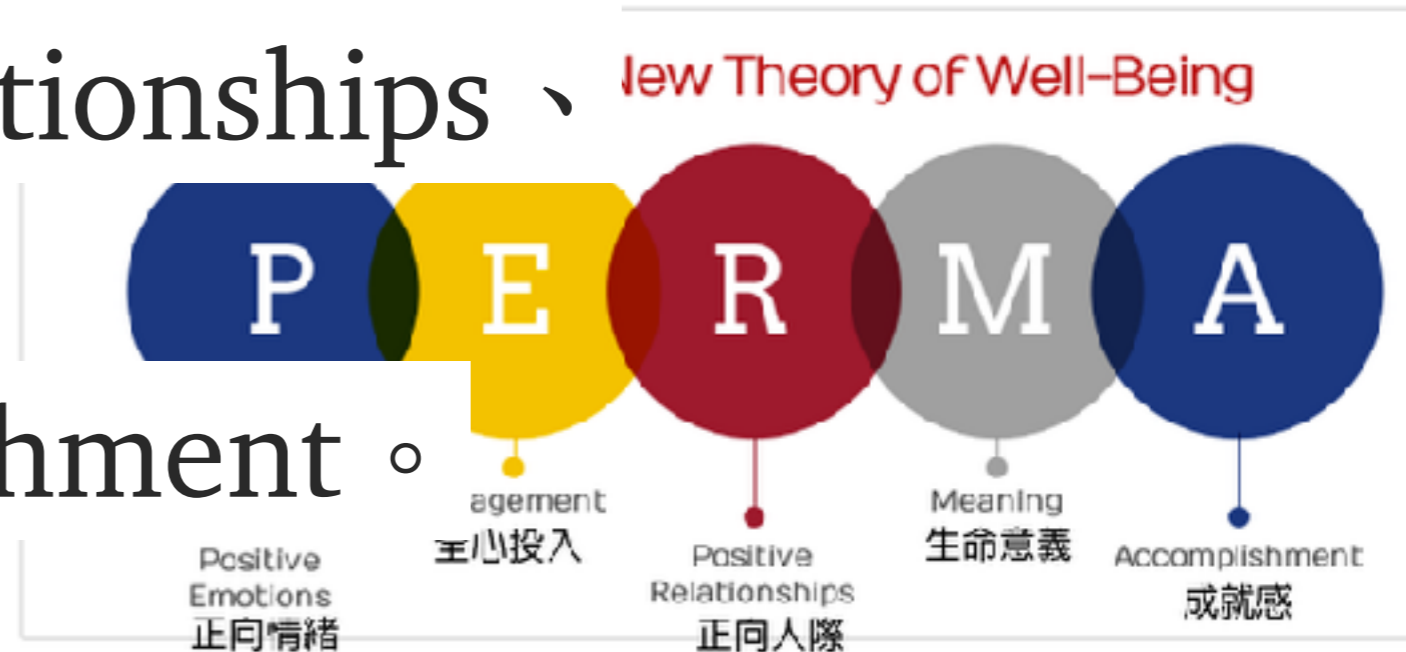 tionships、
New Theory of Well-Being
P E R M A
hment。
agement
全心投入
Meaning
生命意義
Positive
Emotions
正向情緒
Positive
Relationships
正向人際
Accomplishment
成就感